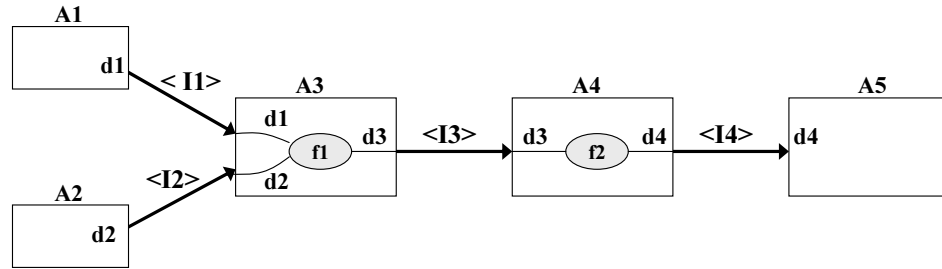 A1
d1
< I1>
A2
d2
<I2>
A3
d1
d2
f1
d3
<I3>
A4
d3
f2
d4
<I4>
A5
d4